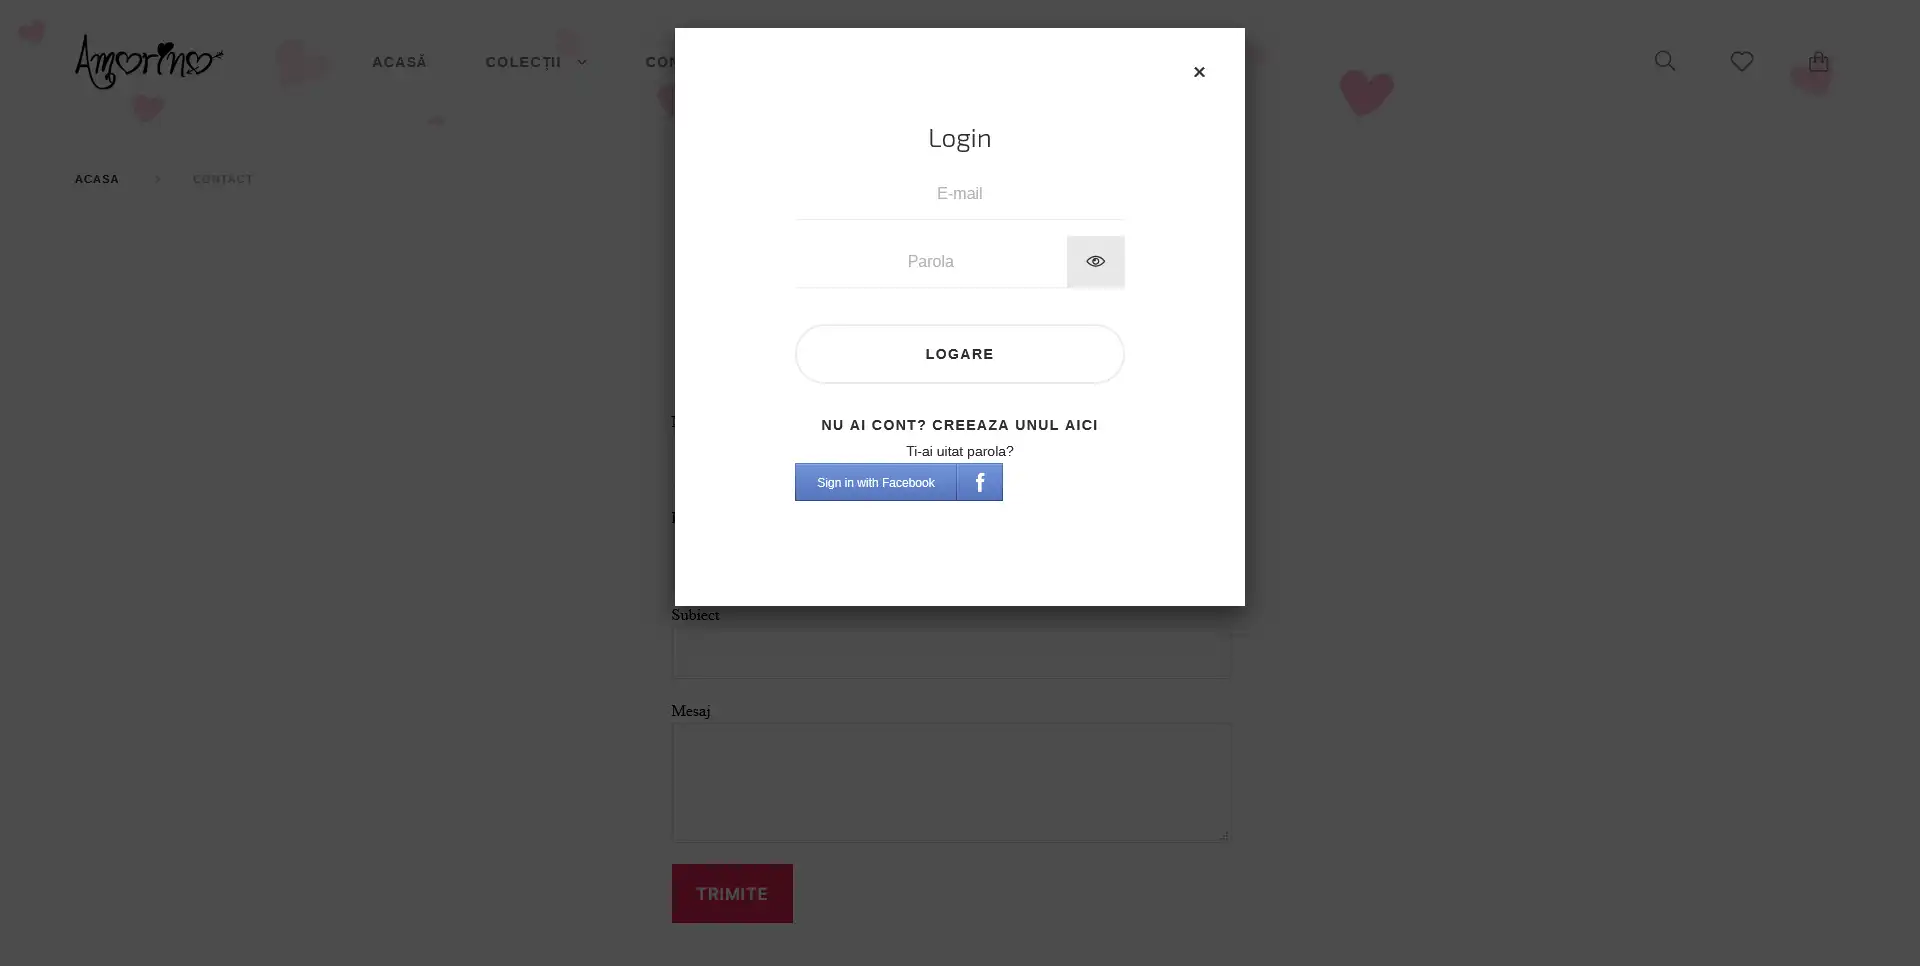 Amorino
ACASĂ
COLECȚII
ACASA
CONTACT
Login
E-mail
Parola
LOGARE
NU AI CONT? CREEAZA UNUL AICI
Ti-ai uitat parola?
Sign in with Facebook
Subiect
Mesaj
TRIMITE